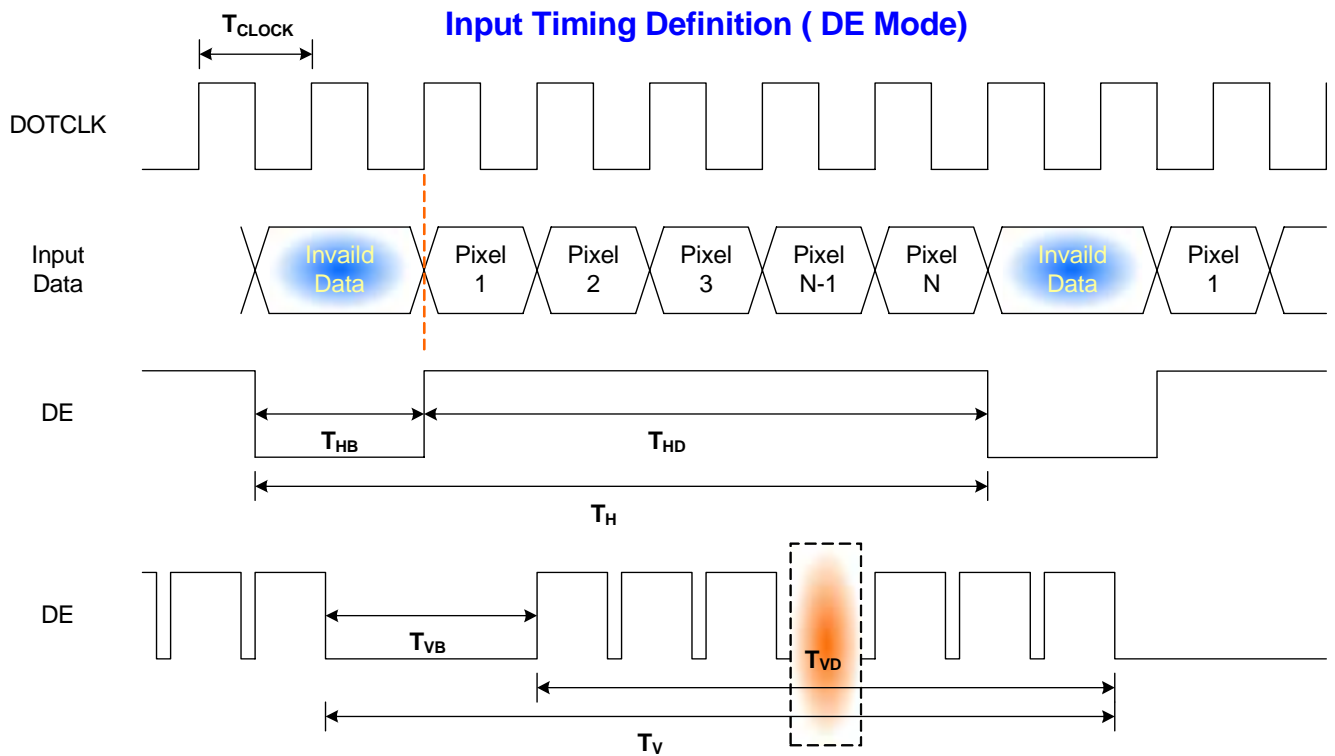 Input Timing Definition ( DE Mode)
TCLOCK
DOTCLK
Input
Data
Invaild
Data
Pixel
1
Pixel
2
Pixel
3
Pixel
N-1
Pixel
N
Invaild
Data
Pixel
1
DE
THB
THD
TH
DE
TVB
TVD
TV